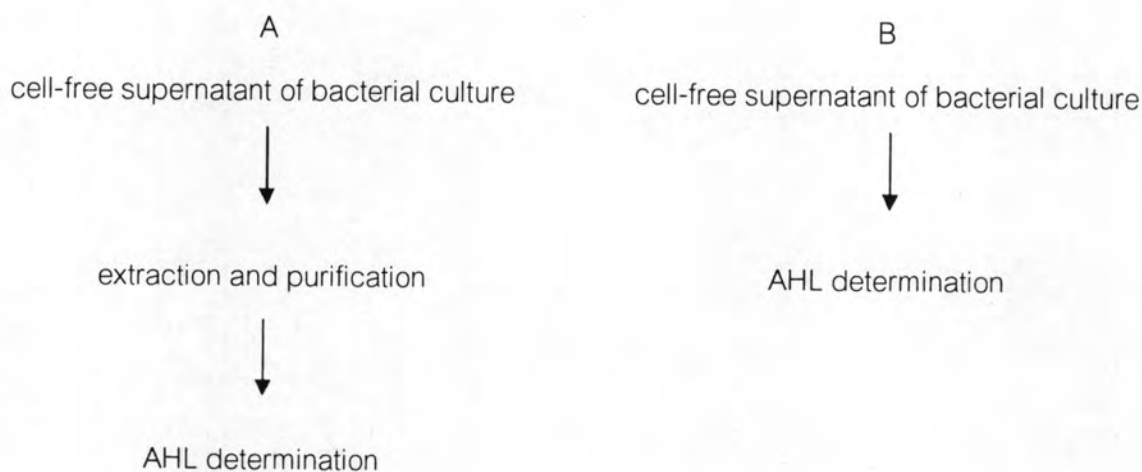 A
cell-free supernatant of bacterial culture
extraction and purification
AHL determination
B
cell-free supernatant of bacterial culture
AHL determination